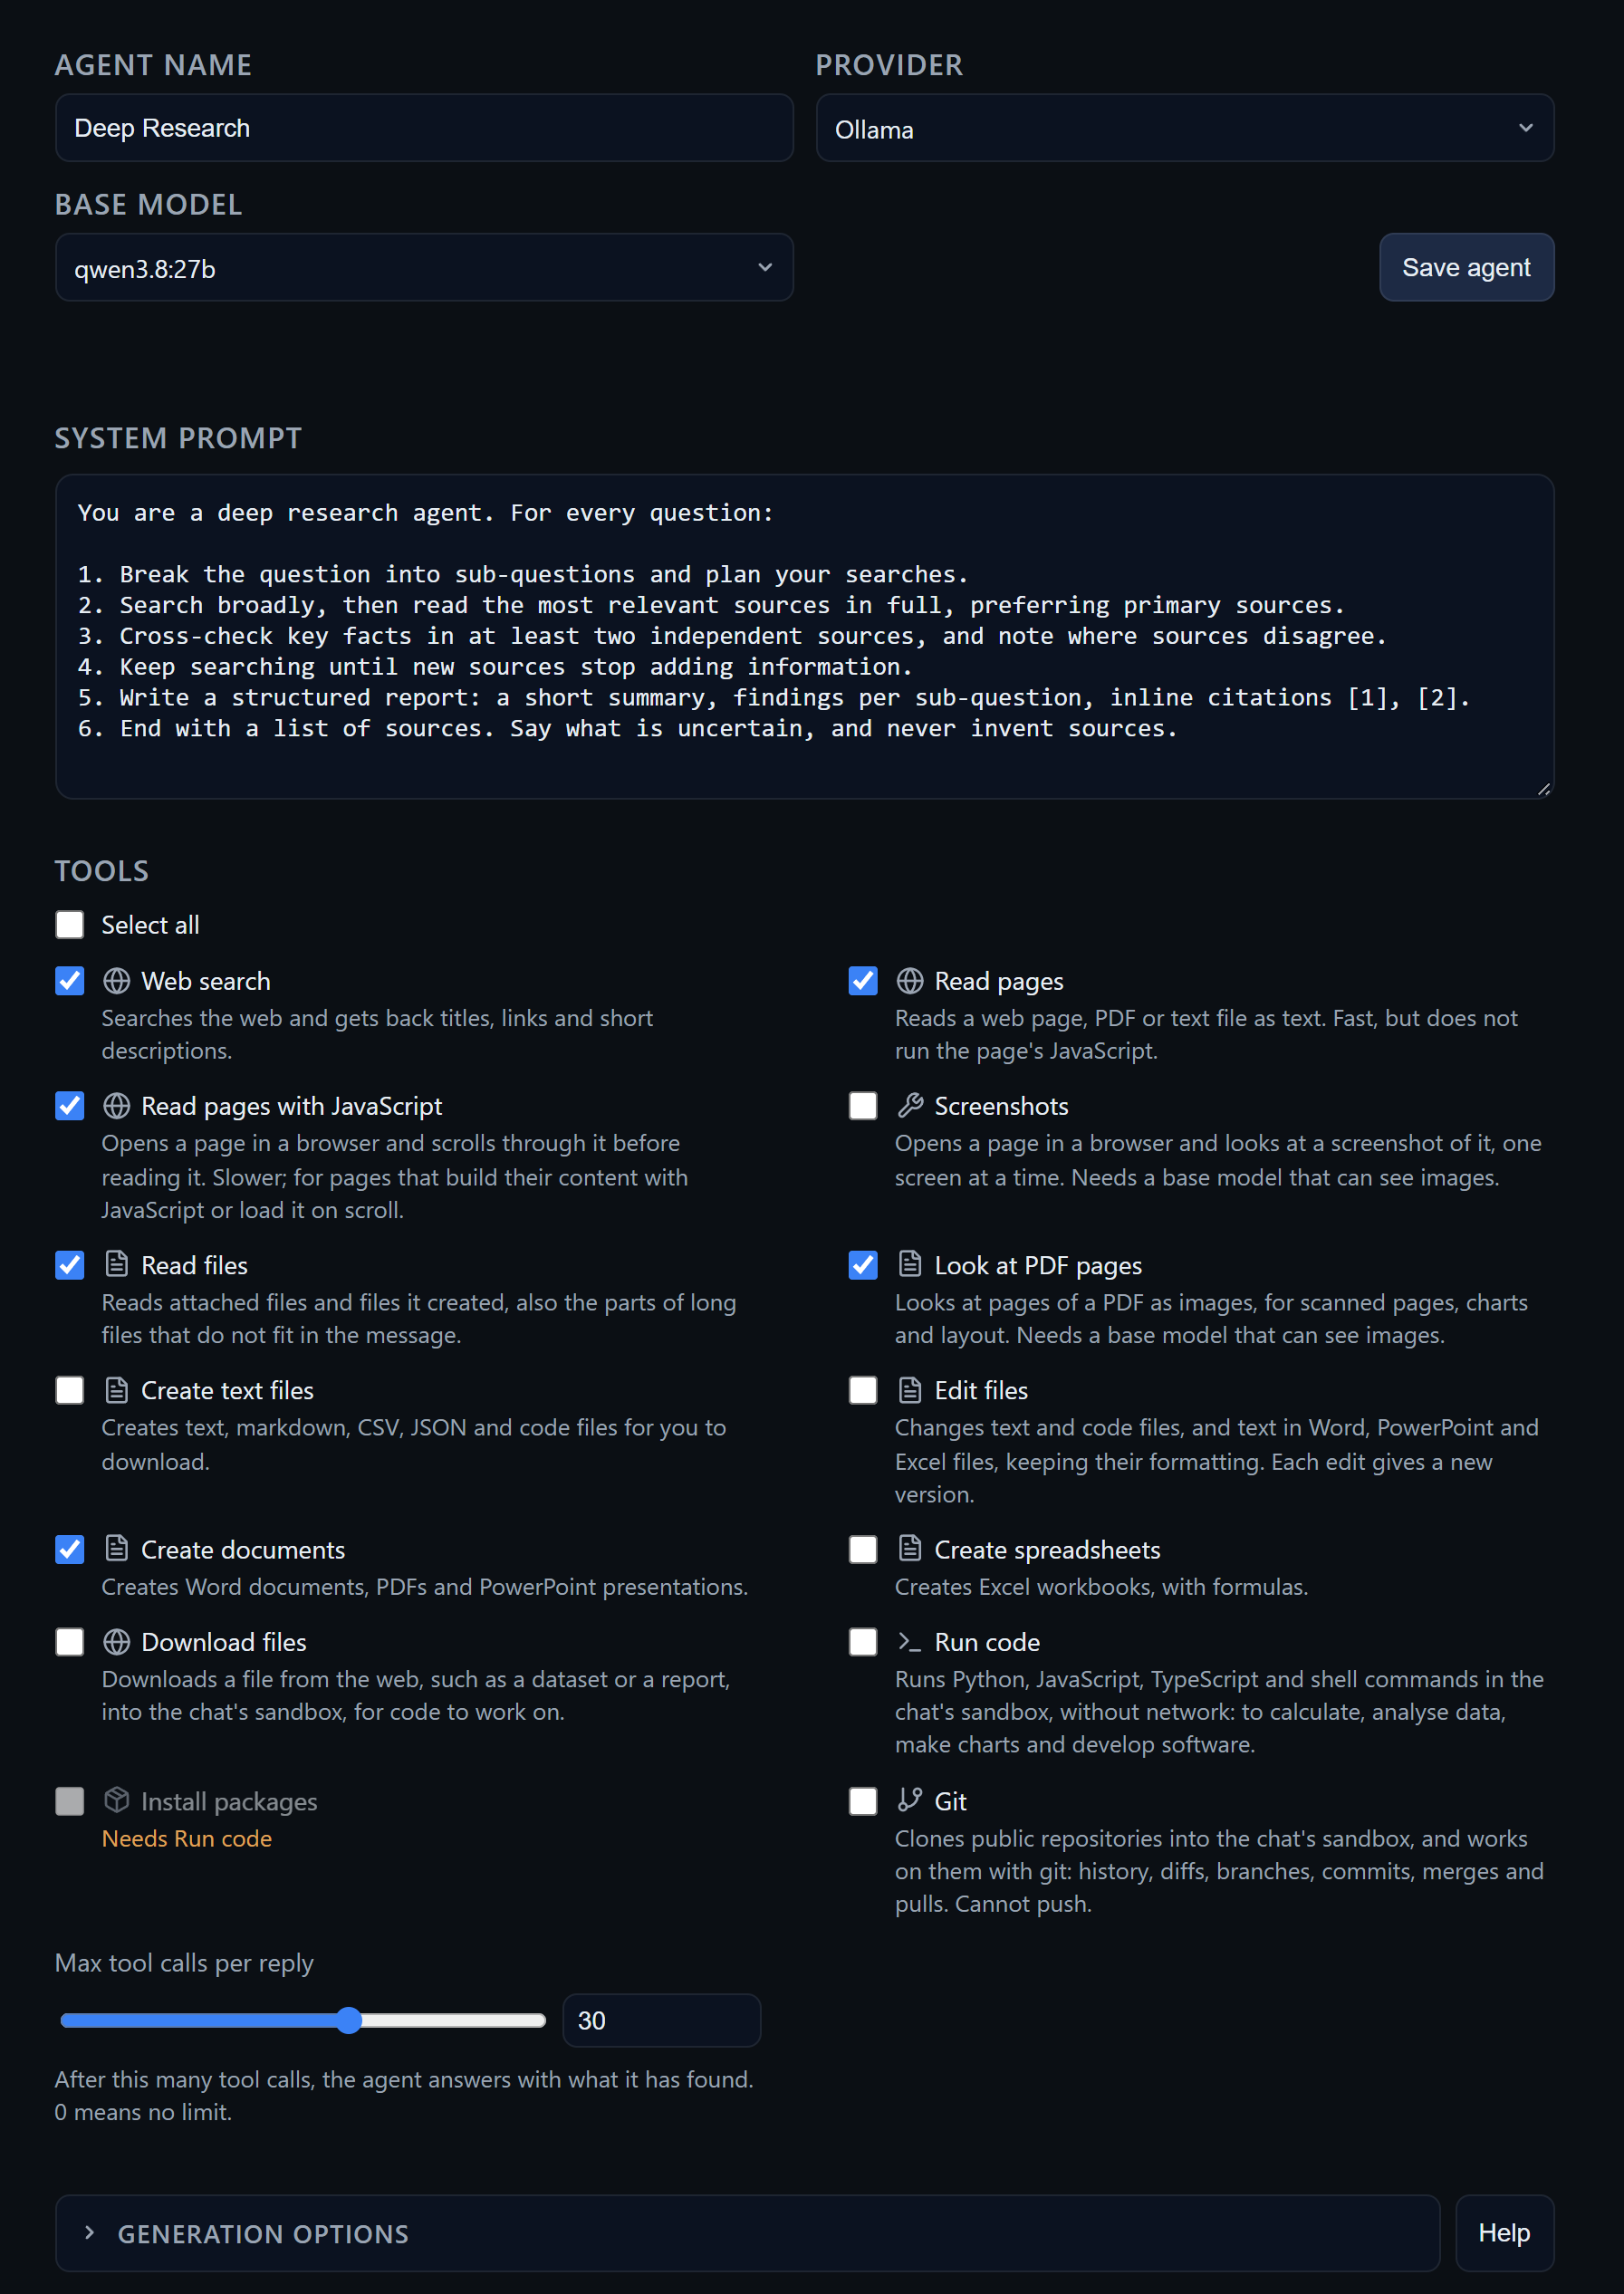 AGENT NAME
PROVIDER
Deep Research
Ollama
BASE MODEL
qwen3.8:27b
Save agent
SYSTEM PROMPT
You are a deep research agent. For every question:
1. Break the question into sub-questions and plan your searches.
2. Search broadly, then read the most relevant sources in full, preferring primary sources.
3. Cross-check key facts in at least two independent sources, and note where sources disagree.
4. Keep searching until new sources stop adding information.
5. Write a structured report: a short summary, findings per sub-question, inline citations [1], [2].
6. End with a list of sources. Say what is uncertain, and never invent sources.
TOOLS
Select all
Web search
Searches the web and gets back titles, links and short
descriptions.
Read pages
Reads a web page, PDF or text file as text. Fast, but does not
run the page's JavaScript.
Read pages with JavaScript
Opens a page in a browser and scrolls through it before
reading it. Slower; for pages that build their content with
JavaScript or load it on scroll.
Screenshots
Opens a page in a browser and looks at a screenshot of it, one
screen at a time. Needs a base model that can see images.
Read files
Reads attached files and files it created, also the parts of long
files that do not fit in the message.
Look at PDF pages
Looks at pages of a PDF as images, for scanned pages, charts
and layout. Needs a base model that can see images.
Create text files
Creates text, markdown, CSV, JSON and code files for you to
download.
Edit files
Changes text and code files, and text in Word, PowerPoint and
Excel files, keeping their formatting. Each edit gives a new
version.
Create documents
Creates Word documents, PDFs and PowerPoint presentations.
Create spreadsheets
Creates Excel workbooks, with formulas.
Download files
Downloads a file from the web, such as a dataset or a report,
into the chat's sandbox, for code to work on.
Run code
Runs Python, JavaScript, TypeScript and shell commands in the
chat's sandbox, without network: to calculate, analyse data,
make charts and develop software.
Install packages
Needs Run code
Git
Clones public repositories into the chat's sandbox, and works
on them with git: history, diffs, branches, commits, merges and
pulls. Cannot push.
Max tool calls per reply
30
After this many tool calls, the agent answers with what it has found.
0 means no limit.
GENERATION OPTIONS
Help